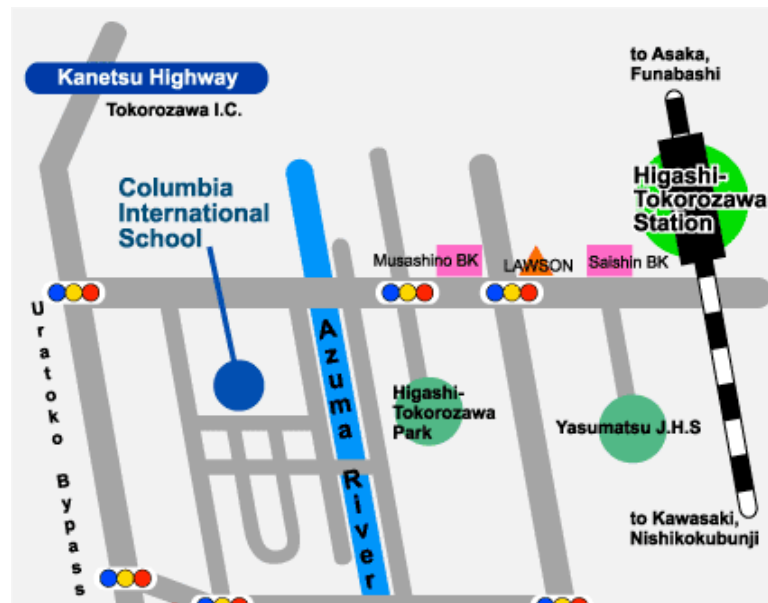 to Asaka,
Funabashi
Kanetsu Highway
Tokorozawa I.C.
Columbia
International
School
Higashi-
Tokorozawa
Station
Musashino BK
LAWSON
Saishin BK
Uratoko Bypass
Azuma River
Higashi-
Tokorozawa
Park
Yasumatsu J.H.S
to Kawasaki,
Nishikokubunji